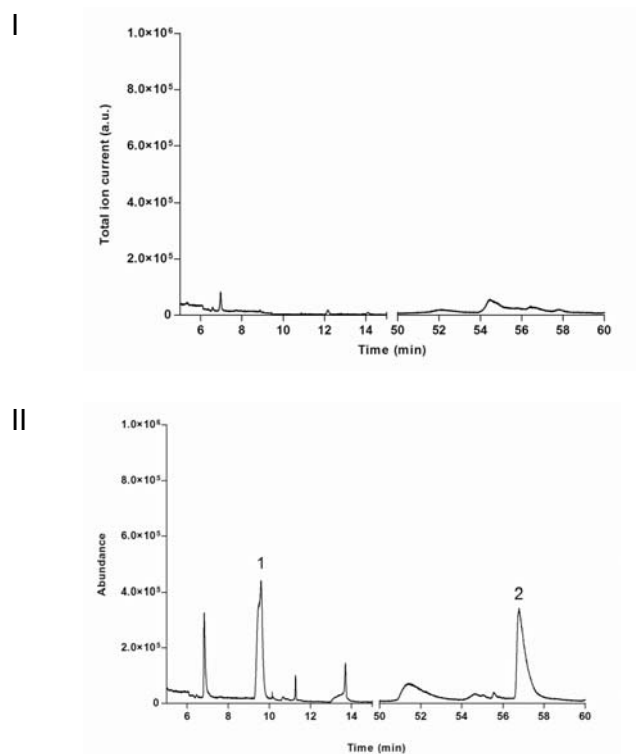 I
1.0×10⁶
8.0×10⁵
6.0×10⁵
4.0×10⁵
2.0×10⁵
0
Total ion current (a.u.)
6 8 10 12 14 50 52 54 56 58 60
Time (min)
II
1.0×10⁶
8.0×10⁵
6.0×10⁵
4.0×10⁵
2.0×10⁵
0
Abundance
1
2
6 8 10 12 14 50 52 54 56 58 60
Time (min)